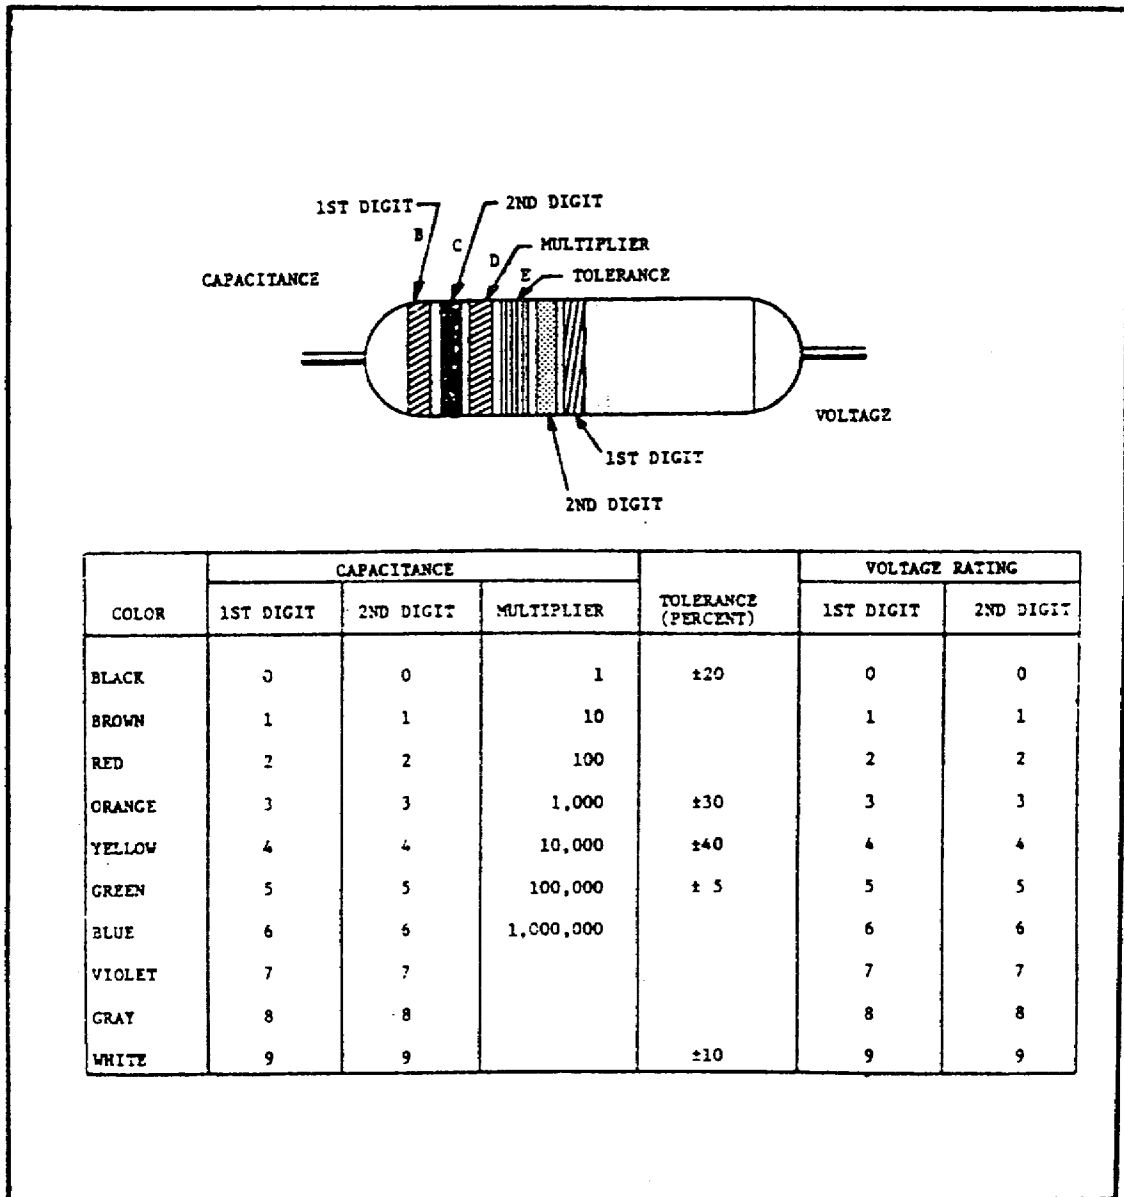 1ST DIGIT 2ND DIGIT
B C MULTIPLIER
D E TOLERANCE
CAPACITANCE
VOLTAGE
1ST DIGIT
2ND DIGIT
CAPACITANCE VOLTAGE RATING
COLOR 1ST DIGIT 2ND DIGIT MULTIPLIER TOLERANCE (PERCENT) 1ST DIGIT 2ND DIGIT
BLACK 0 0 1 ±20 0 0
BROWN 1 1 10 1 1
RED 2 2 100 2 2
ORANGE 3 3 1,000 ±30 3 3
YELLOW 4 4 10,000 ±40 4 4
GREEN 5 5 100,000 ± 5 5 5
BLUE 6 6 1,000,000 6 6
VIOLET 7 7 7 7
GRAY 8 8 8 8
WHITE 9 9 ±10 9 9